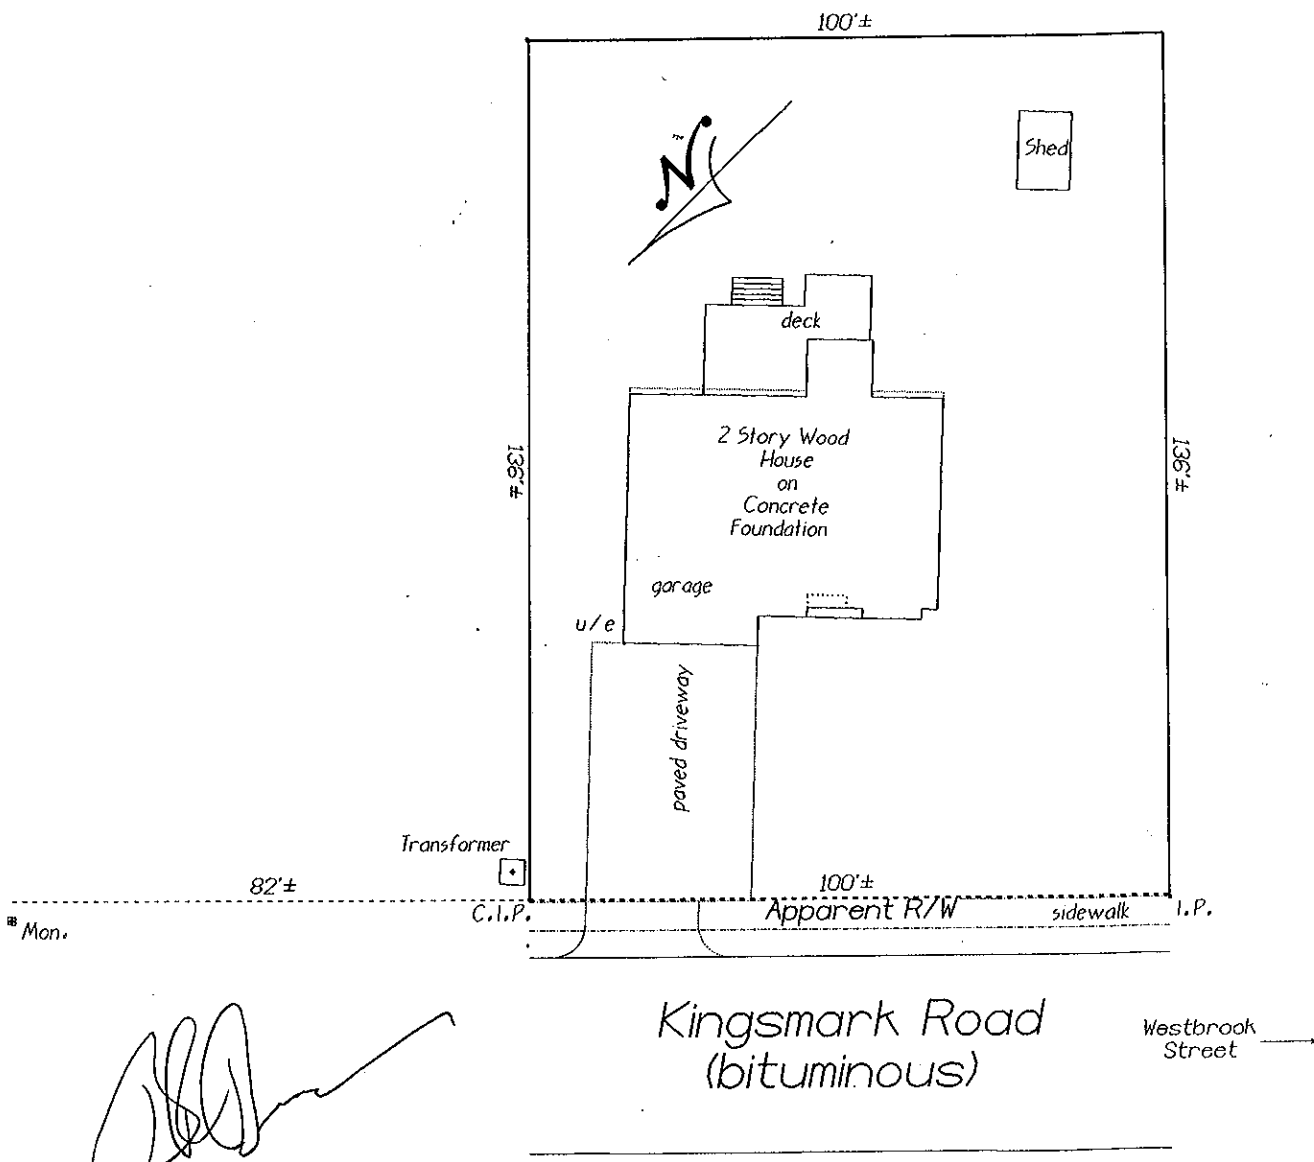 100'±
N
Shed
deck
136'±
136'±
2 Story Wood
House
on
Concrete
Foundation
garage
u/e
paved driveway
Transformer
82'±
100'±
C.I.P.
Apparent R/W
sidewalk
I.P.
Mon.
Kingsmark Road
(bituminous)
Westbrook
Street